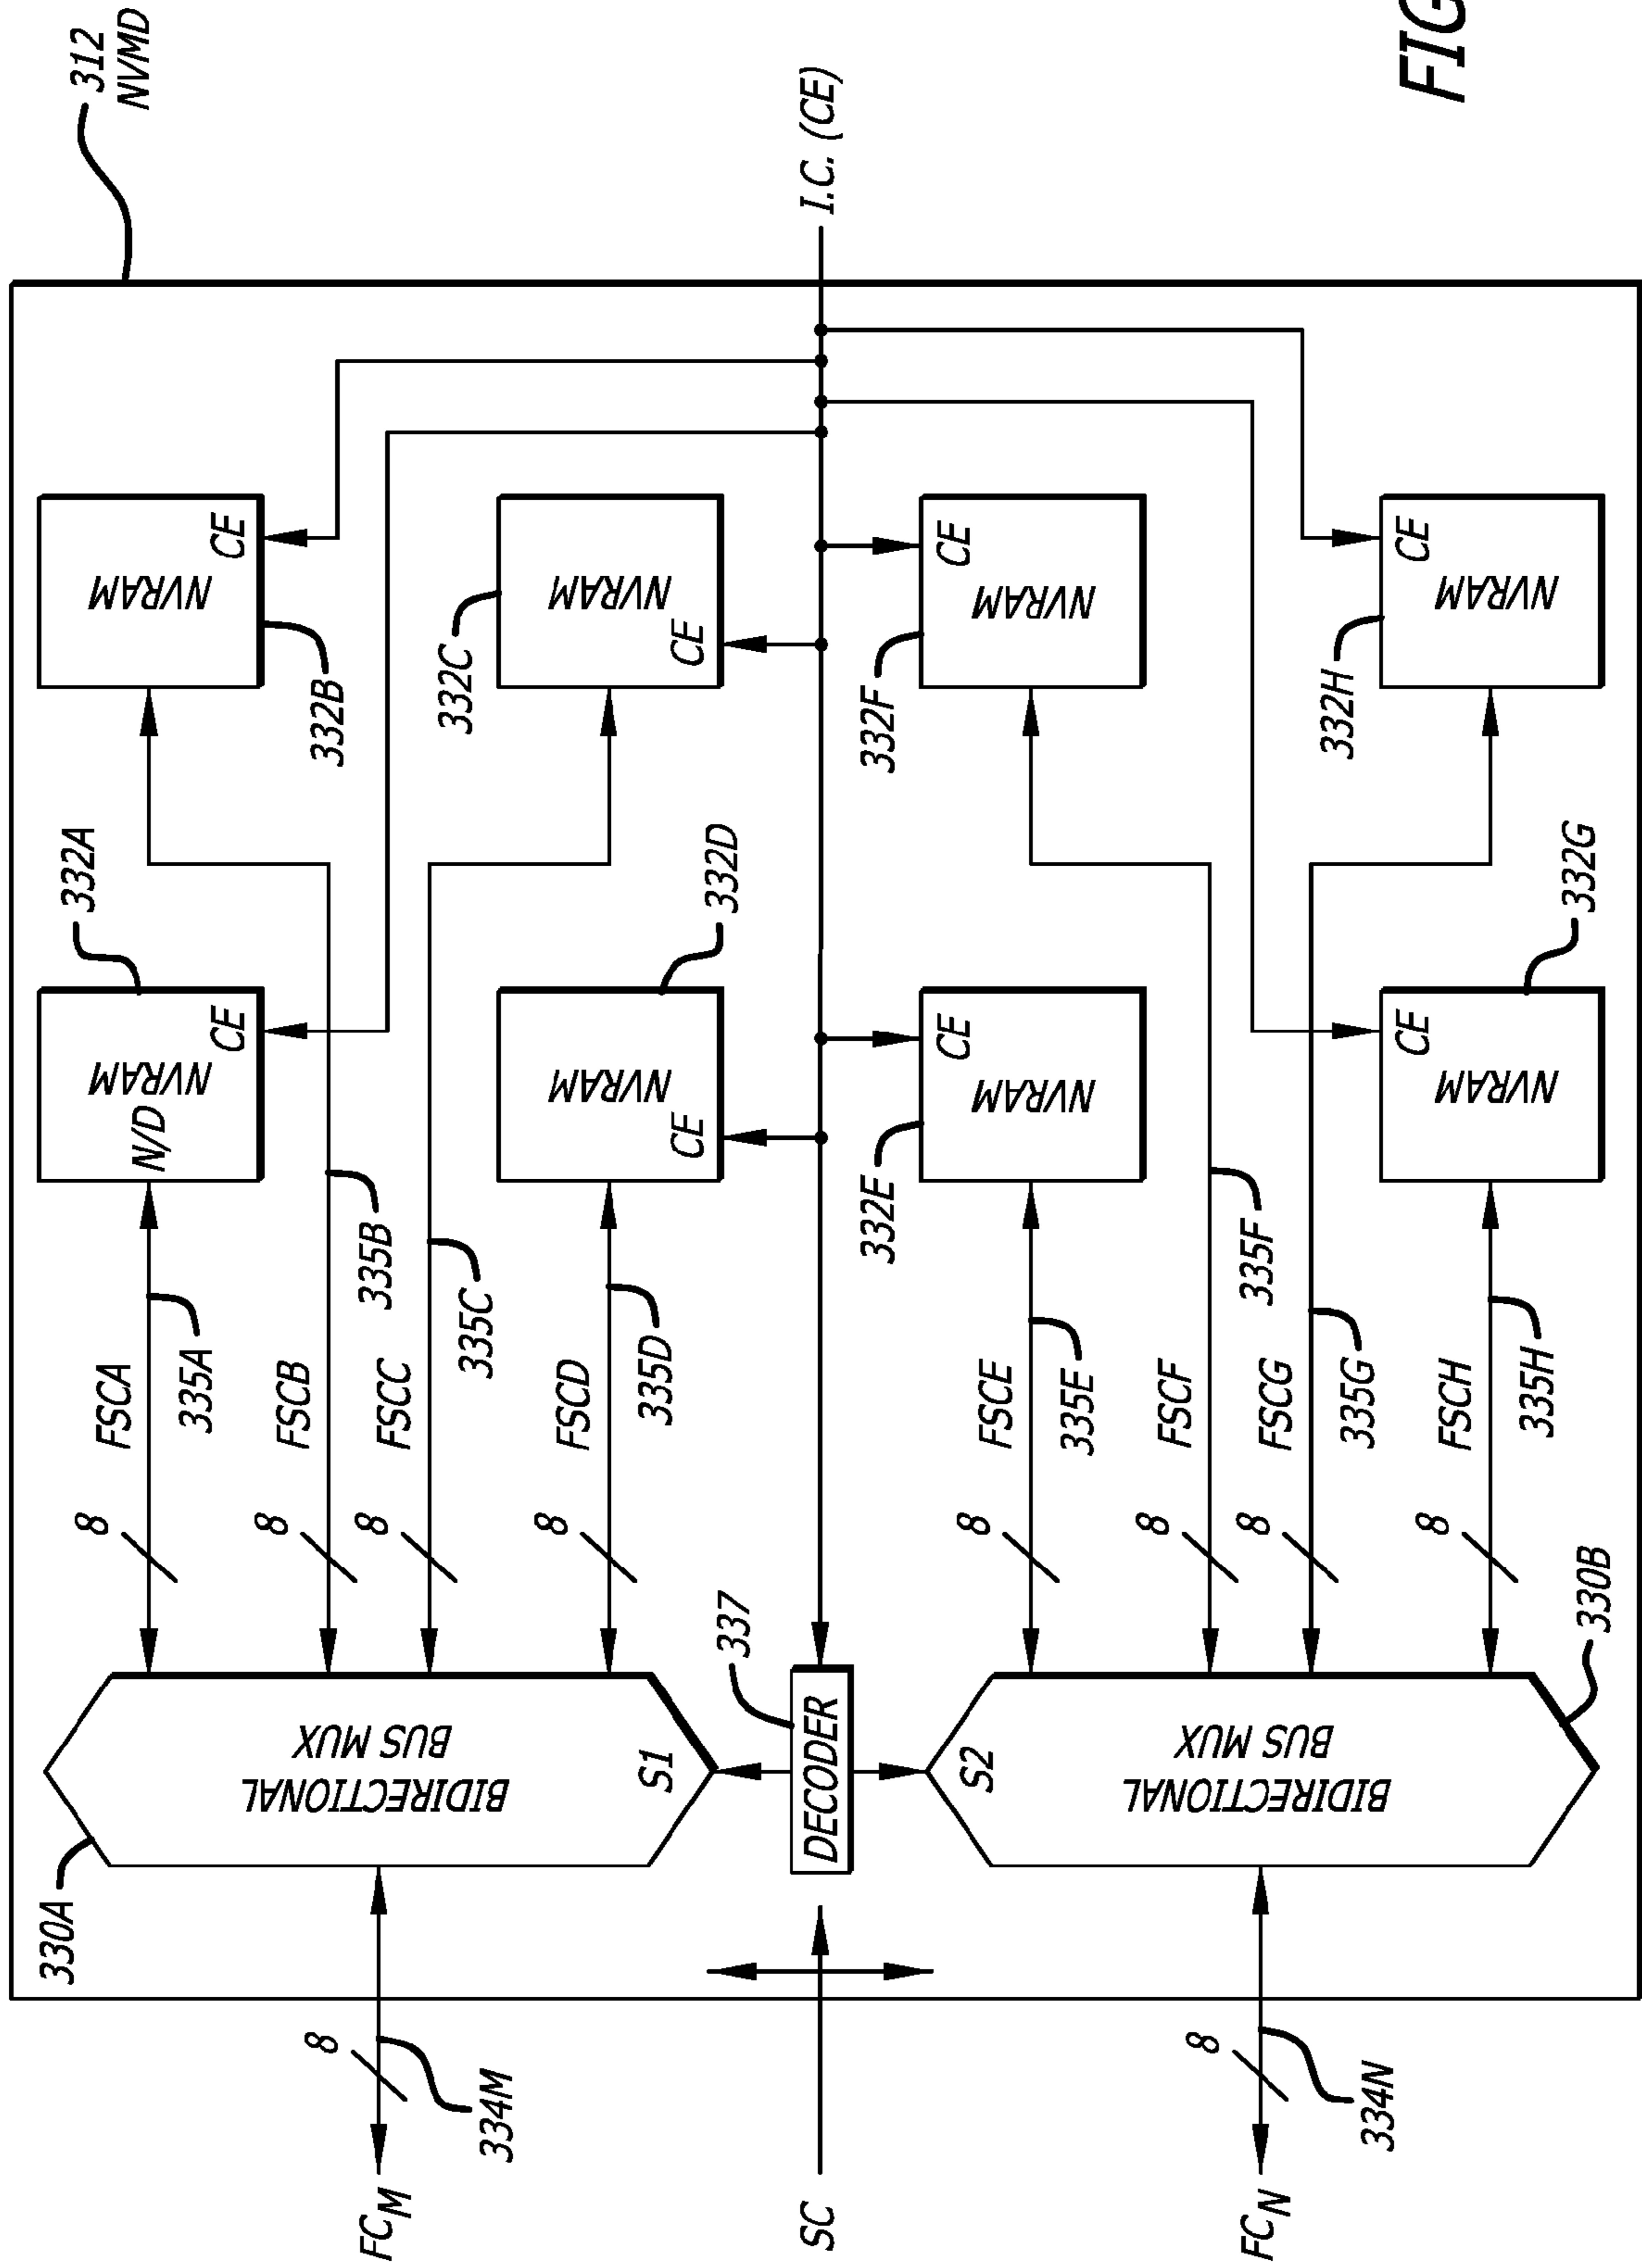 312
NVMD
330A
332A
332B
FSCA
8
335A
NVRAM
N/D
CE
NVRAM
CE
FSCB
8
335B
BIDIRECTIONAL
BUS MUX
S1
FC_M
8
334M
FSCC
8
335C
332C
NVRAM
CE
FSCD
8
335D
332D
NVRAM
CE
337
DECODER
SC
I.C. (CE)
332E
NVRAM
CE
332F
NVRAM
CE
FSCE
8
335E
S2
BIDIRECTIONAL
BUS MUX
FC_N
8
334N
FSCF
8
335F
FSCG
8
335G
332H
NVRAM
CE
FSCH
8
335H
332G
NVRAM
CE
330B
FIG